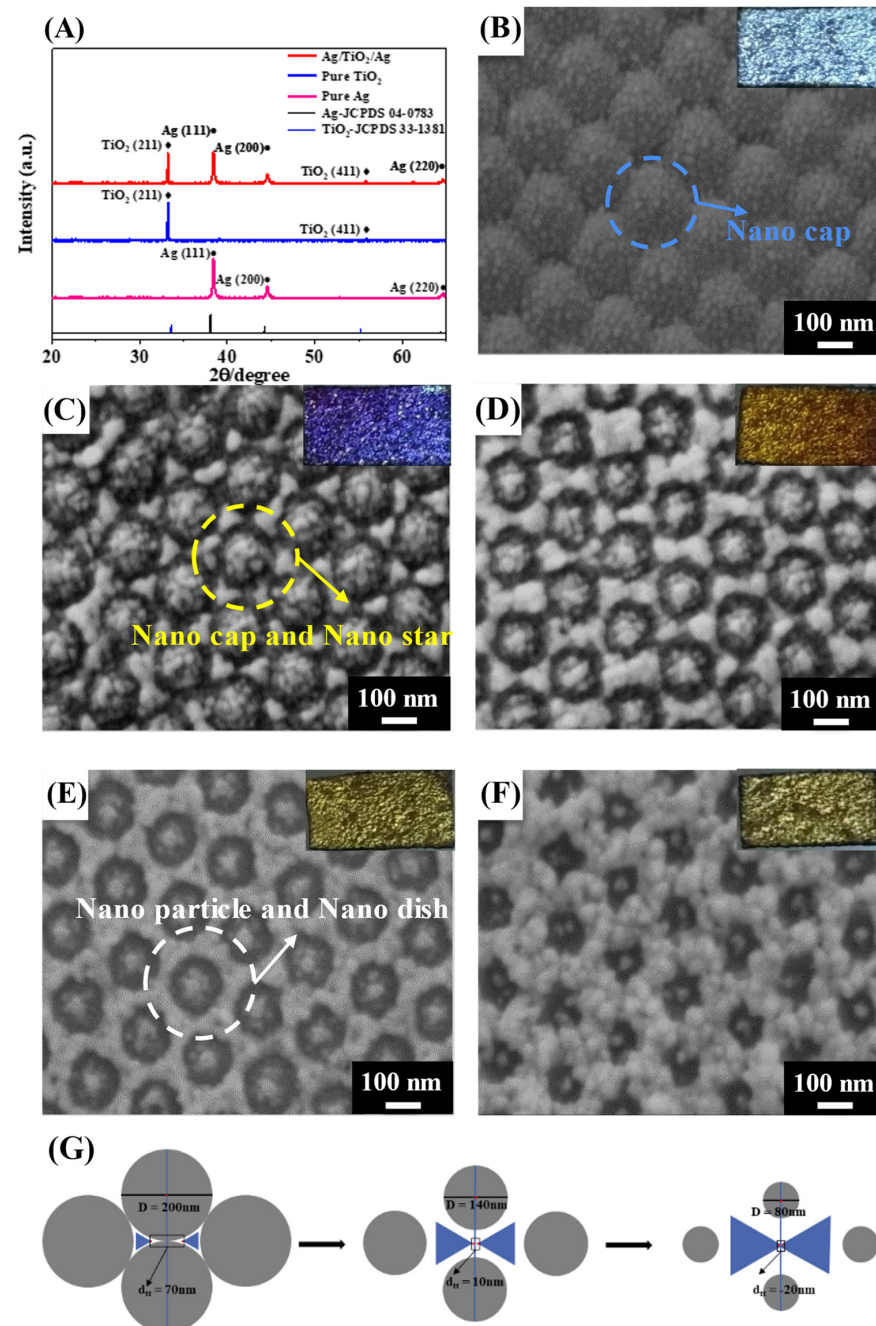 (A)
Ag/TiO₂/Ag
Pure TiO₂
Pure Ag
Ag-JCPDS 04-0783
TiO₂-JCPDS 33-1381
Ag (111)●
TiO₂ (211)♦
Ag (200)●
TiO₂ (411)♦
Ag (220)●
TiO₂ (211)♦
TiO₂ (411)♦
Ag (111)●
Ag (200)●
Ag (220)●
Intensity (a.u.)
20 30 40 50 60
2θ/degree
(B)
Nano cap
100 nm
(C)
Nano cap and Nano star
100 nm
(D)
100 nm
(E)
Nano particle and Nano dish
100 nm
(F)
100 nm
(G)
D = 200nm
dtt = 70nm
D = 140nm
dtt = 10nm
D = 80nm
dtt = -20nm